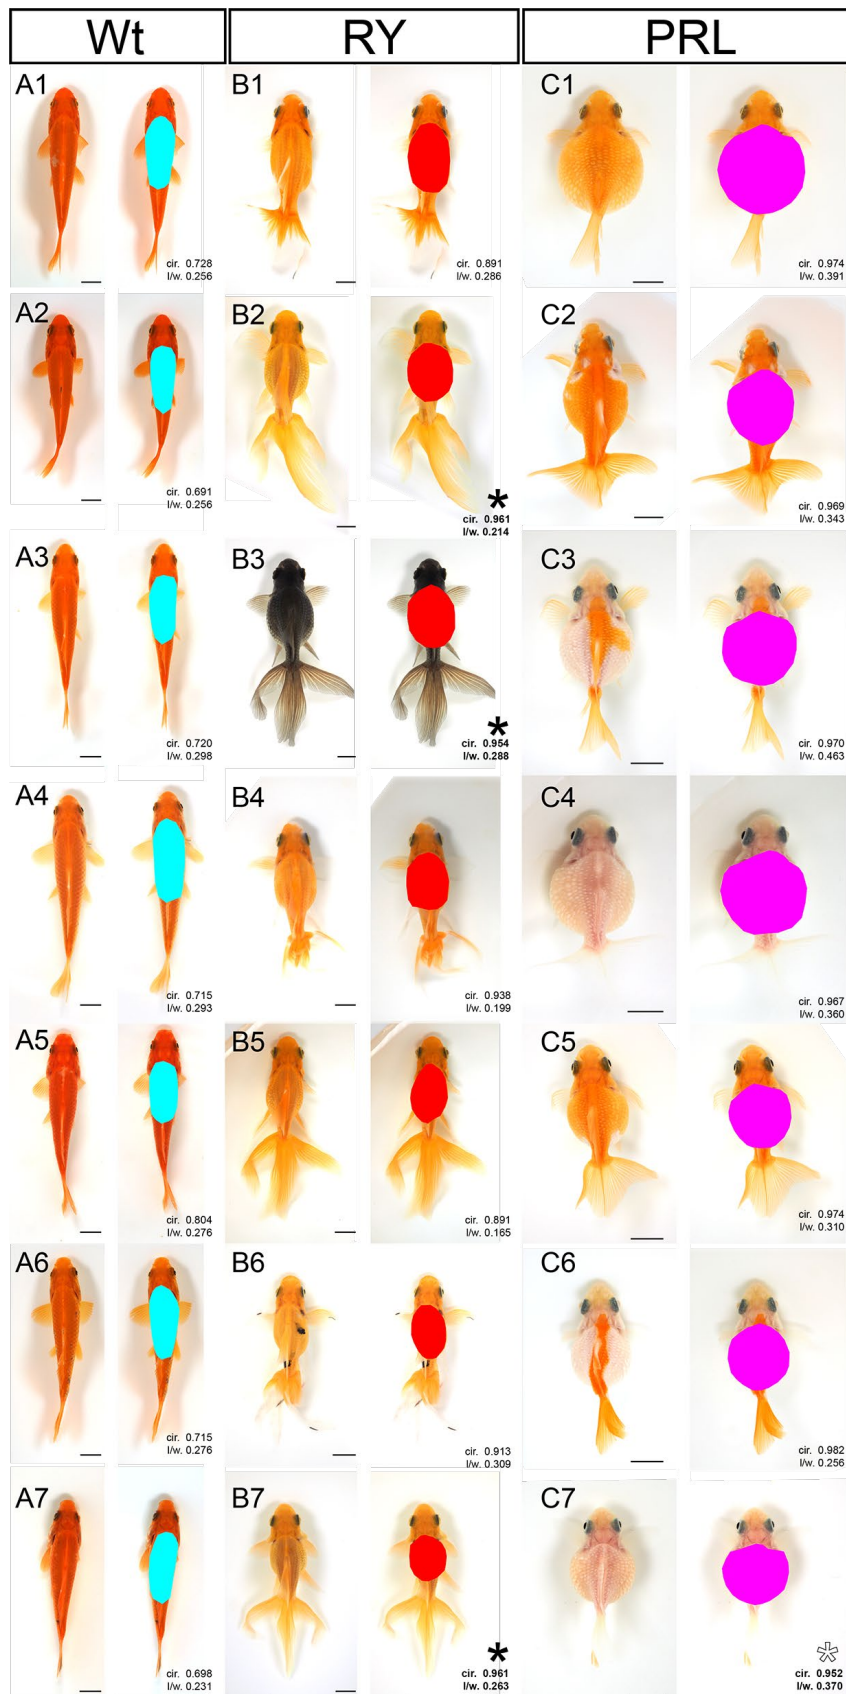 Wt RY PRL
A1 B1 C1
cir. 0.728
l/w. 0.256
cir. 0.891
l/w. 0.286
cir. 0.974
l/w. 0.391
A2 B2 C2
cir. 0.691
l/w. 0.256
*
cir. 0.961
l/w. 0.214
cir. 0.969
l/w. 0.343
A3 B3 C3
cir. 0.720
l/w. 0.298
*
cir. 0.954
l/w. 0.288
cir. 0.970
l/w. 0.463
A4 B4 C4
cir. 0.715
l/w. 0.293
cir. 0.938
l/w. 0.199
cir. 0.967
l/w. 0.360
A5 B5 C5
cir. 0.804
l/w. 0.276
cir. 0.891
l/w. 0.165
cir. 0.974
l/w. 0.310
A6 B6 C6
cir. 0.715
l/w. 0.276
cir. 0.913
l/w. 0.309
cir. 0.982
l/w. 0.256
A7 B7 C7
cir. 0.698
l/w. 0.231
*
cir. 0.961
l/w. 0.263
*
cir. 0.952
l/w. 0.370